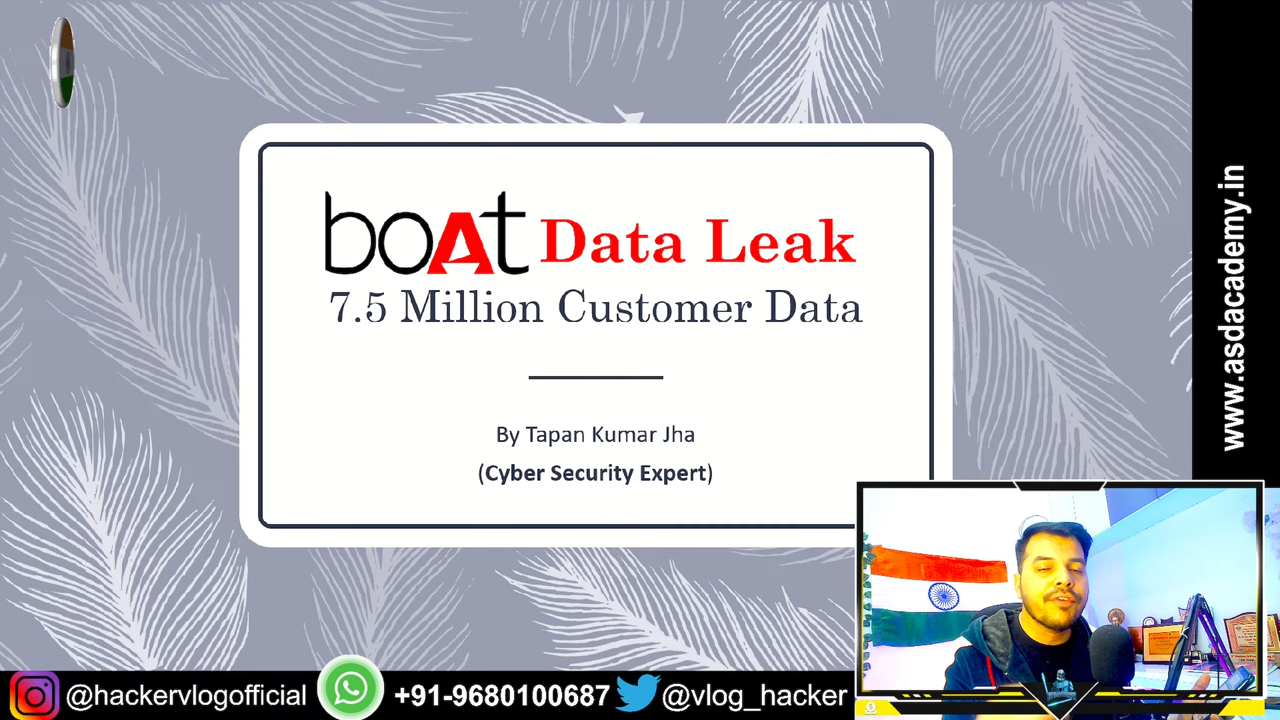 boAt Data Leak
7.5 Million Customer Data
By Tapan Kumar Jha
(Cyber Security Expert)
www.asdacademy.in
@hackervlogofficial
+91-9680100687
@vlog_hacker